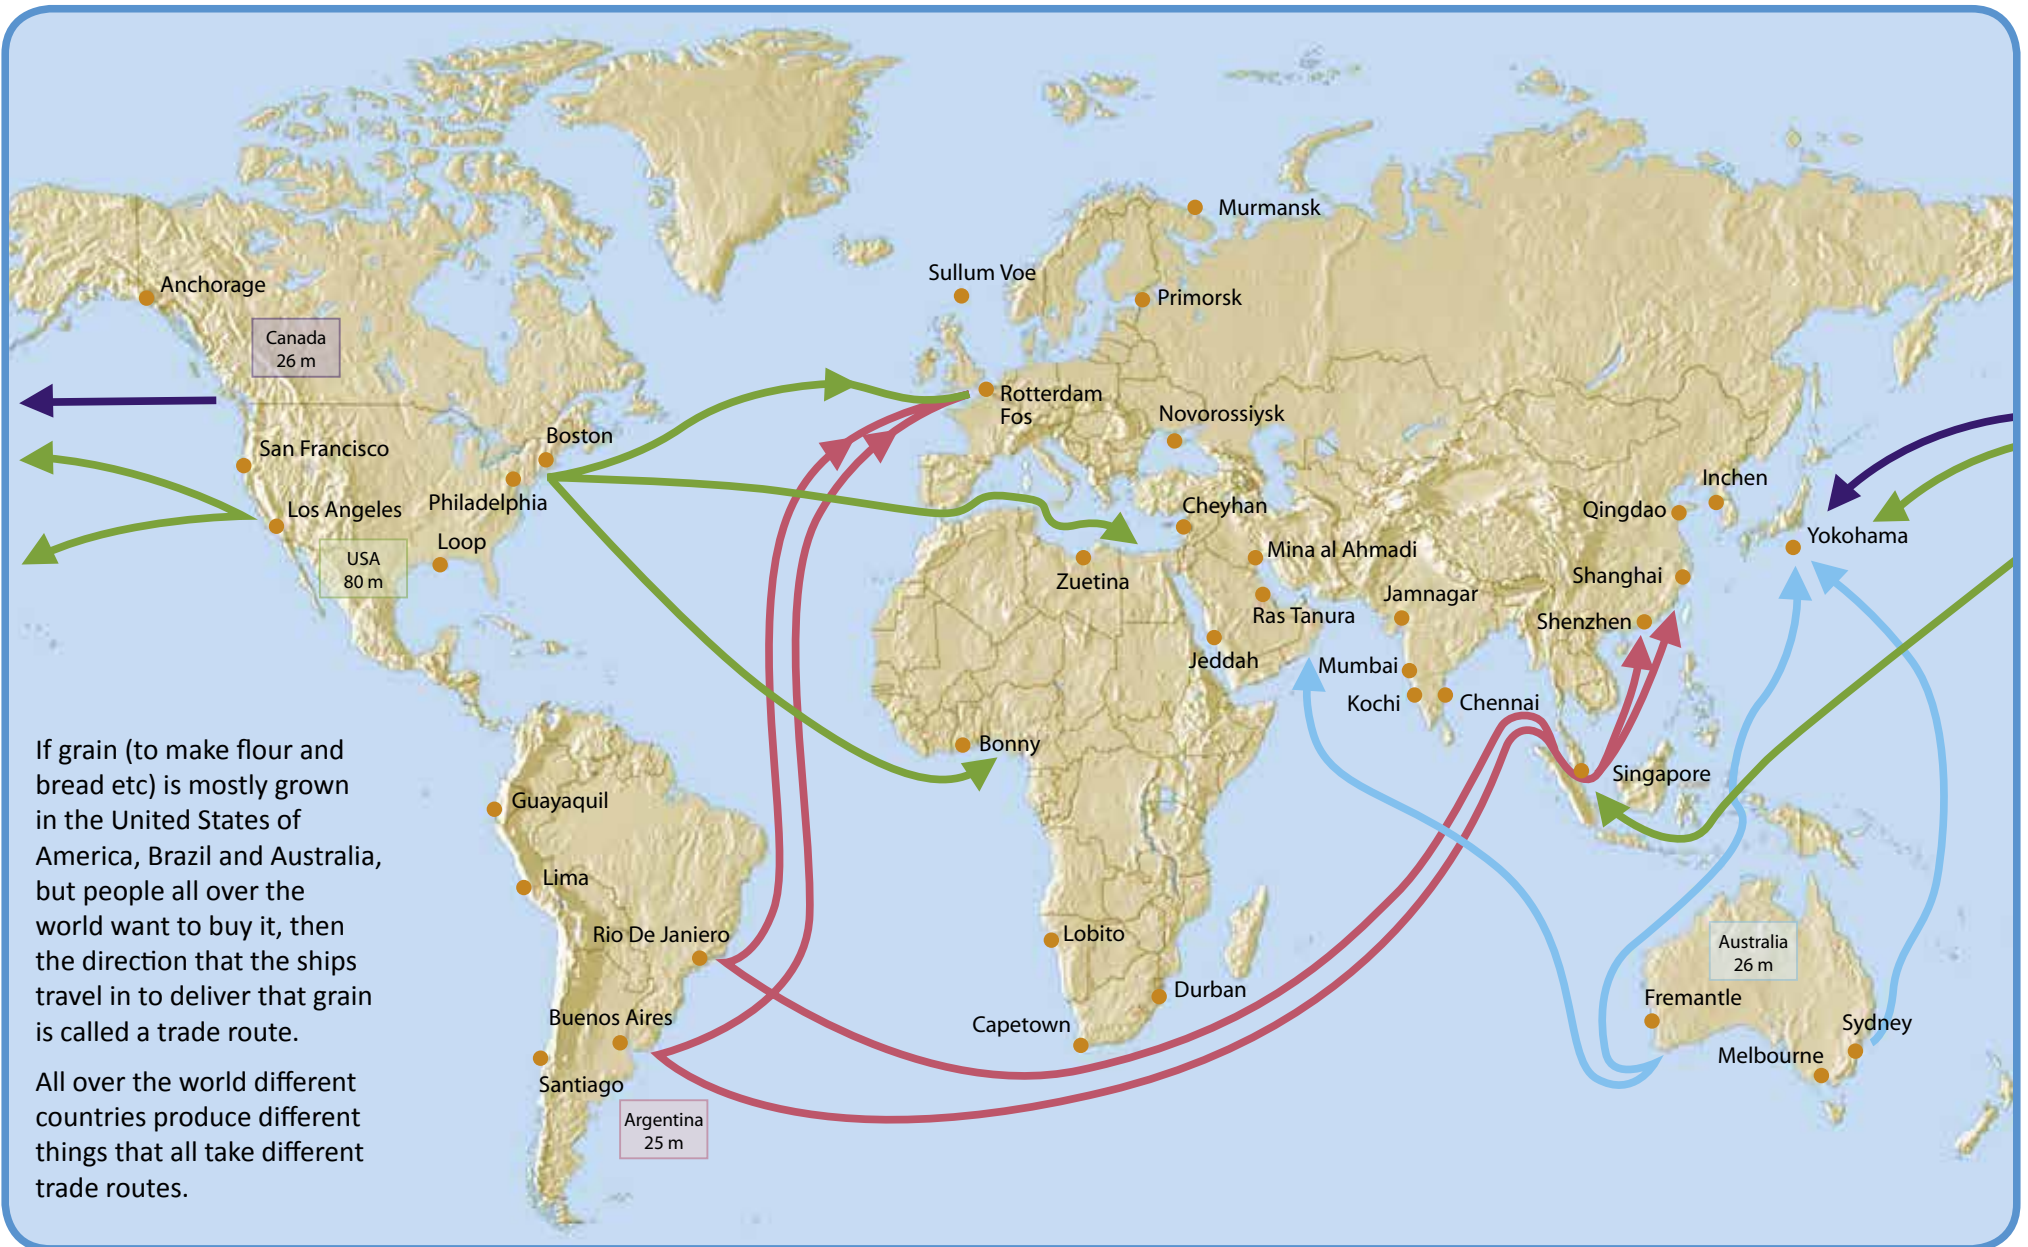 Murmansk
Sullum Voe
Anchorage
Primorsk
Canada
26 m
Rotterdam
Fos
Novorossiysk
Boston
San Francisco
Inchen
Philadelphia
Cheyhan
Qingdao
Los Angeles
Yokohama
Loop
Mina al Ahmadi
USA
80 m
Zuetina
Shanghai
Jamnagar
Ras Tanura
Shenzhen
Jeddah
Mumbai
Kochi
Chennai
Bonny
Singapore
If grain (to make flour and
bread etc) is mostly grown
in the United States of
America, Brazil and Australia,
but people all over the
world want to buy it, then
the direction that the ships
travel in to deliver that grain
is called a trade route.
All over the world different
countries produce different
things that all take different
trade routes.
Guayaquil
Lima
Rio De Janiero
Lobito
Australia
26 m
Durban
Fremantle
Buenos Aires
Capetown
Sydney
Melbourne
Santiago
Argentina
25 m